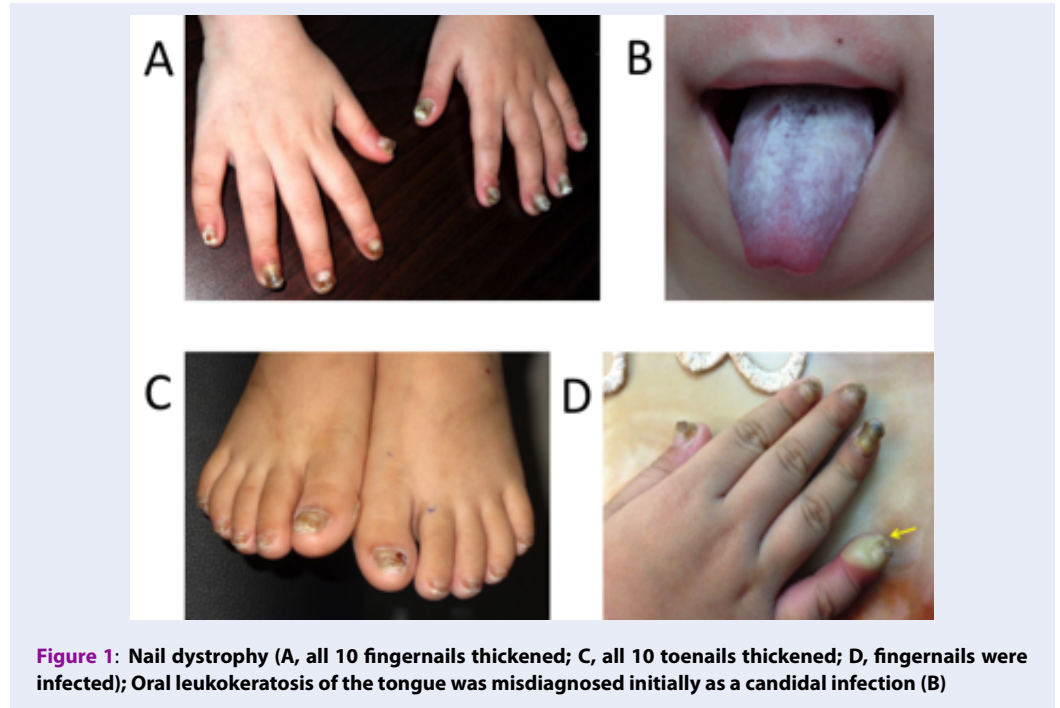 A
B
C
D
Figure 1: Nail dystrophy (A, all 10 fingernails thickened; C, all 10 toenails thickened; D, fingernails were
infected); Oral leukokeratosis of the tongue was misdiagnosed initially as a candidal infection (B)